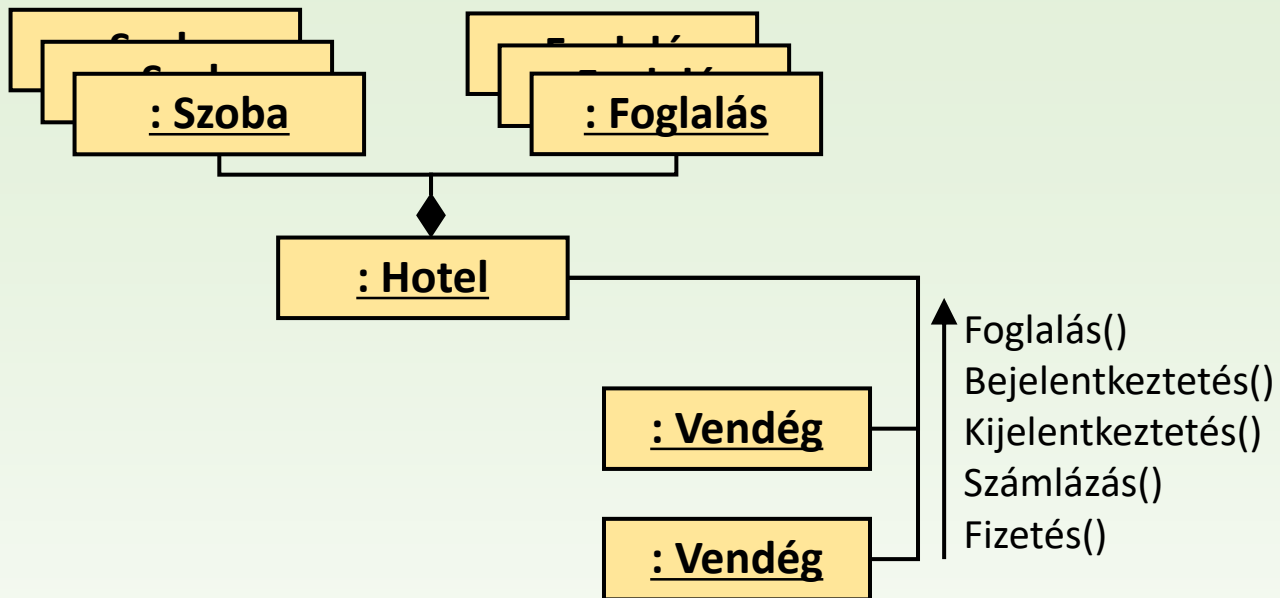 : Szoba
: Foglalás
: Hotel
Foglalás()
Bejelentkeztetés()
Kijelentkeztetés()
Számlázás()
Fizetés()
: Vendég
: Vendég